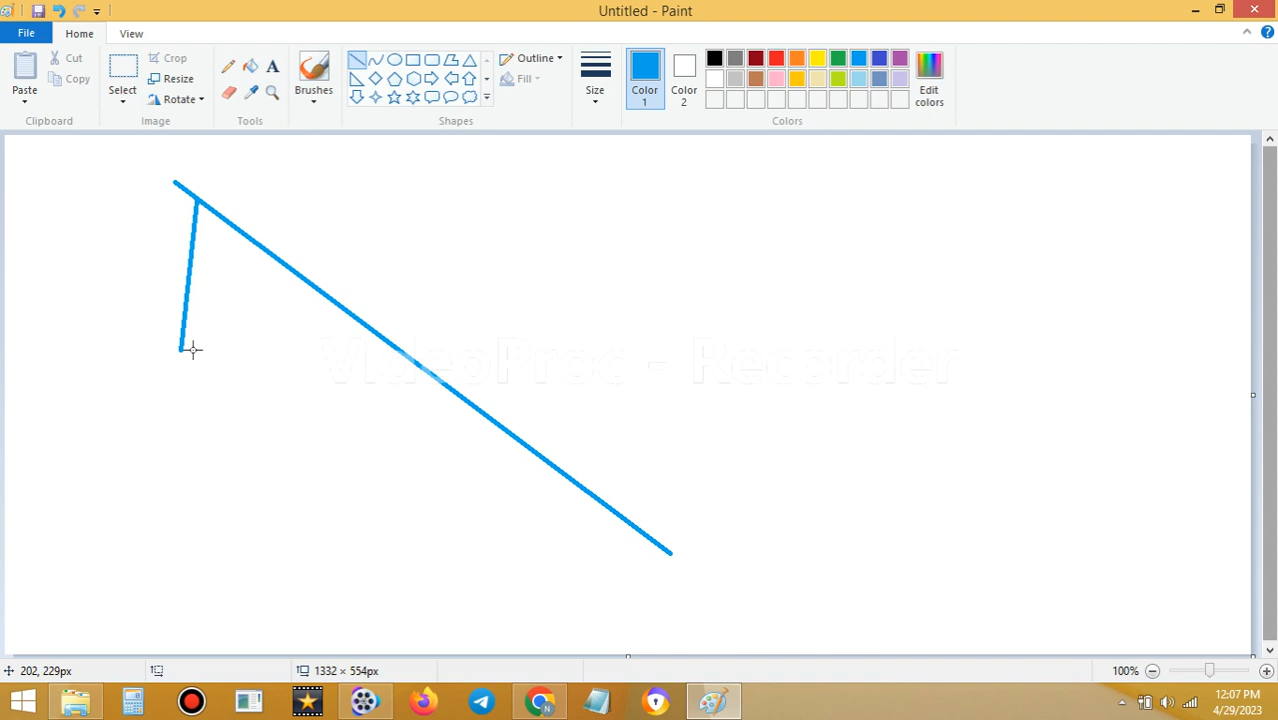 Untitled - Paint
File
Home
View
Paste
Cut
Copy
Clipboard
Select
Crop
Resize
Rotate
Image
Tools
A
Brushes
Shapes
Outline
Fill
Size
Color 1
Color 2
Edit colors
Colors
VideoProc - Recorder
N
202, 229px
1332 × 554px
100%
12:07 PM
4/29/2023